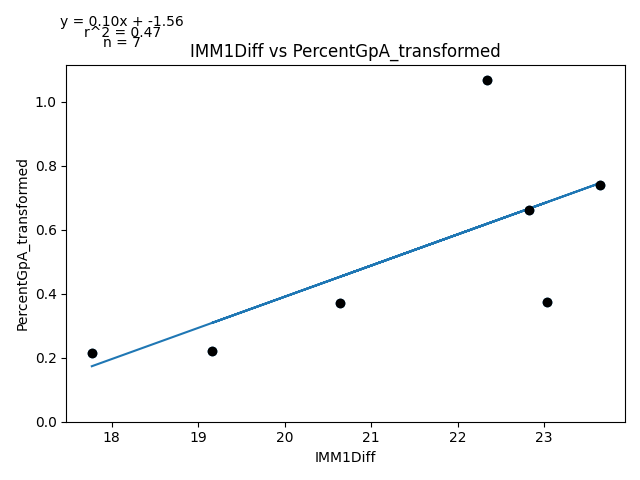 y = 0.10x + -1.56
r^2 = 0.47
n = 7
IMM1Diff vs PercentGpA_transformed
PercentGpA_transformed
1.0
0.8
0.6
0.4
0.2
0.0
18 19 20 21 22 23
IMM1Diff